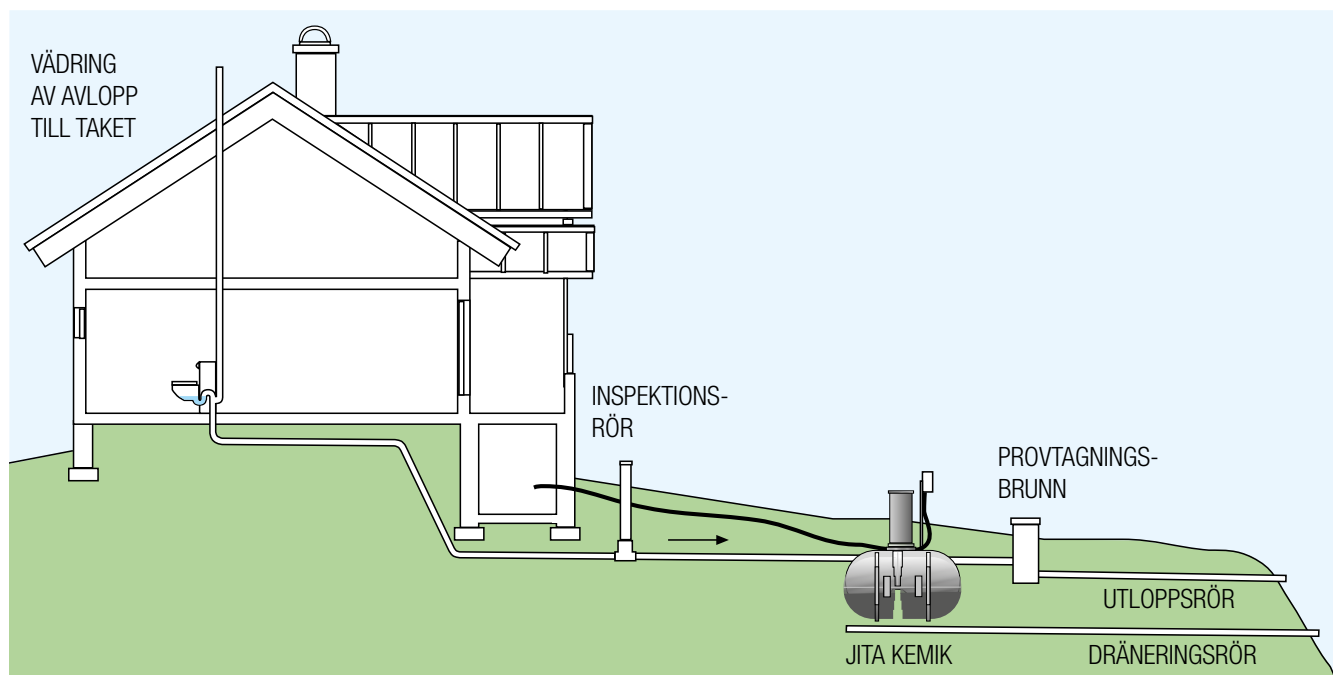 VÄDRING
AV AVLOPP
TILL TAKET
INSPEKTIONS-
RÖR
PROVTAGNINGS-
BRUNN
UTLOPPSRÖR
JITA KEMIK
DRÄNERINGSRÖR